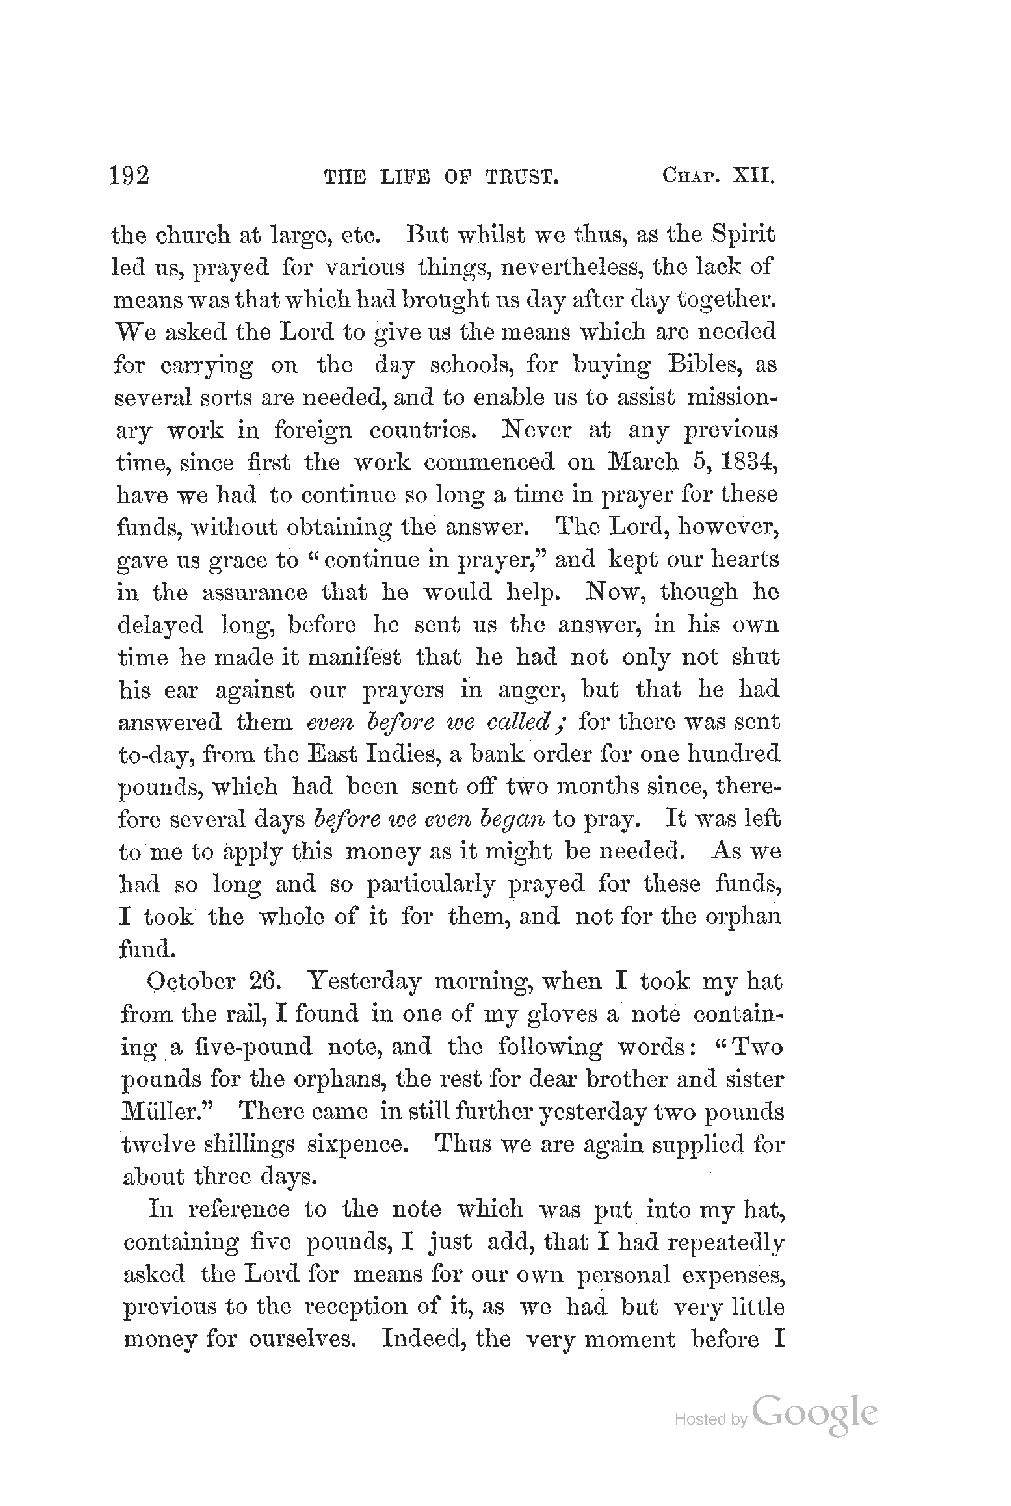 192 THE LIFE OF TRUST. CHAP. XII.
the church at large, etc. But whilst we thus, as the Spirit
led us, prayed for various things, nevertheless, the lack of
means was that which had brought us day after day together.
We asked the Lord to give us the means which are needed
for carrying on the day schools, for buying Bibles, as
several sorts are needed, and to enable us to assist mission-
ary work in foreign countries. Never at any previous
time, since first the work commenced on March 5, 1834,
have we had to continue so long a time in prayer for these
funds, without obtaining the answer. The Lord, however,
gave us grace to “continue in prayer,” and kept our hearts
in the assurance that he would help. Now, though he
delayed long, before he sent us the answer, in his own
time he made it manifest that he had not only not shut
his ear against our prayers in anger, but that he had
answered them even before we called; for there was sent
to-day, from the East Indies, a bank order for one hundred
pounds, which had been sent off two months since, there-
fore several days before we even began to pray. It was left
to me to apply this money as it might be needed. As we
had so long and so particularly prayed for these funds,
I took the whole of it for them, and not for the orphan
fund.
October 26. Yesterday morning, when I took my hat
from the rail, I found in one of my gloves a note contain-
ing a five-pound note, and the following words: “Two
pounds for the orphans, the rest for dear brother and sister
Müller.” There came in still further yesterday two pounds
twelve shillings sixpence. Thus we are again supplied for
about three days.
In reference to the note which was put into my hat,
containing five pounds, I just add, that I had repeatedly
asked the Lord for means for our own personal expenses,
previous to the reception of it, as we had but very little
money for ourselves. Indeed, the very moment before I
Hosted by Google